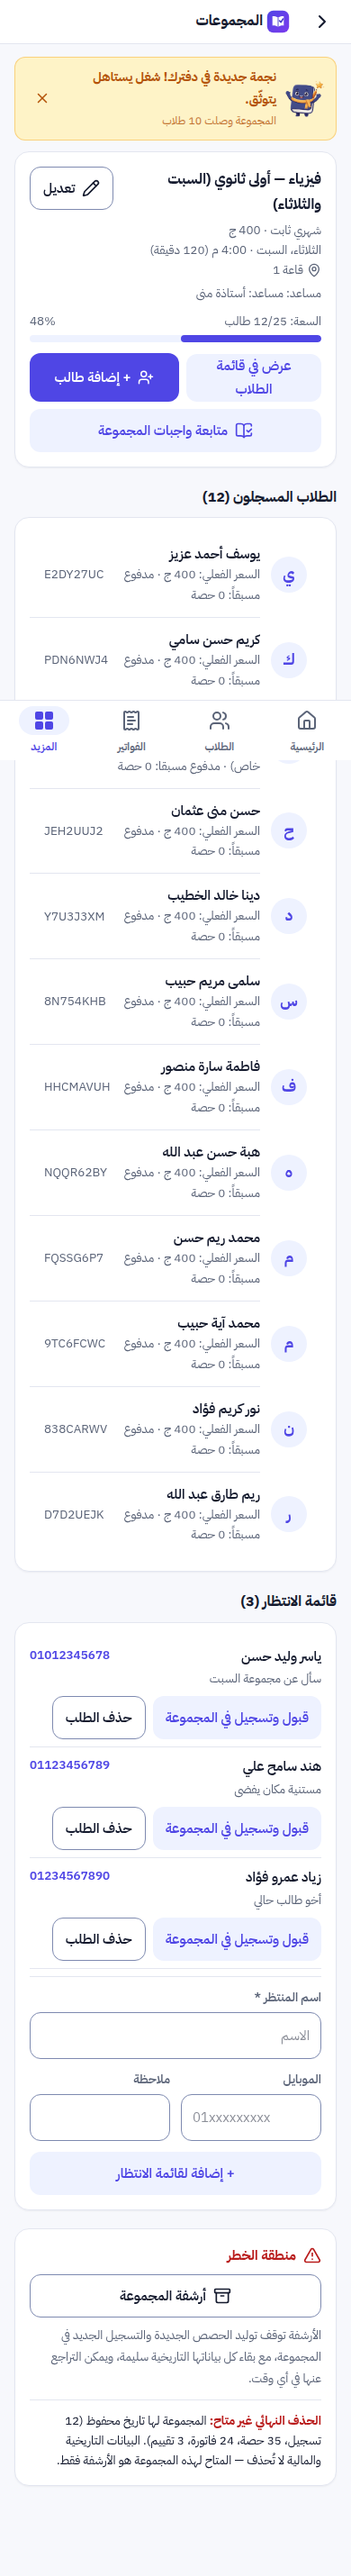 المجموعات
نجمة جديدة في دفترك! شغل يستاهل
يتوثّق.
المجموعة وصلت 10 طلاب
فيزياء — أولى ثانوي (السبت
والثلاثاء)
تعديل
شهري ثابت · 400 ج
الثلاثاء، السبت · 4:00 م (120 دقيقة)
قاعة 1
مساعد: مساعد: أستاذة منى
السعة: 12/25 طالب
48%
عرض في قائمة
الطلاب
+ إضافة طالب
متابعة واجبات المجموعة
الطلاب المسجلون (12)
ي
يوسف أحمد عزيز
السعر الفعلي: 400 ج · مدفوع
مسبقاً: 0 حصة
E2DY27UC
ك
كريم حسن سامي
السعر الفعلي: 400 ج · مدفوع
مسبقاً: 0 حصة
PDN6NWJ4
الرئيسية
الطلاب
الفواتير
المزيد
خاص) · مدفوع مسبقاً: 0 حصة
ح
حسن منى عثمان
السعر الفعلي: 400 ج · مدفوع
مسبقاً: 0 حصة
JEH2UUJ2
د
دينا خالد الخطيب
السعر الفعلي: 400 ج · مدفوع
مسبقاً: 0 حصة
Y7U3J3XM
س
سلمى مريم حبيب
السعر الفعلي: 400 ج · مدفوع
مسبقاً: 0 حصة
8N754KHB
ف
فاطمة سارة منصور
السعر الفعلي: 400 ج · مدفوع
مسبقاً: 0 حصة
HHCMAVUH
ه
هبة حسن عبد الله
السعر الفعلي: 400 ج · مدفوع
مسبقاً: 0 حصة
NQQR62BY
م
محمد ريم حسن
السعر الفعلي: 400 ج · مدفوع
مسبقاً: 0 حصة
FQSSG6P7
م
محمد آية حبيب
السعر الفعلي: 400 ج · مدفوع
مسبقاً: 0 حصة
9TC6FCWC
ن
نور كريم فؤاد
السعر الفعلي: 400 ج · مدفوع
مسبقاً: 0 حصة
838CARWV
ر
ريم طارق عبد الله
السعر الفعلي: 400 ج · مدفوع
مسبقاً: 0 حصة
D7D2UEJK
قائمة الانتظار (3)
ياسر وليد حسن
01012345678
سأل عن مجموعة السبت
قبول وتسجيل في المجموعة
حذف الطلب
هند سامح علي
01123456789
مستنية مكان يفضى
قبول وتسجيل في المجموعة
حذف الطلب
زياد عمرو فؤاد
01234567890
أخو طالب حالي
قبول وتسجيل في المجموعة
حذف الطلب
اسم المنتظر *
الاسم
الموبايل
ملاحظة
01xxxxxxxxx
+ إضافة لقائمة الانتظار
منطقة الخطر
أرشفة المجموعة
الأرشفة توقف توليد الحصص الجديدة والتسجيل الجديد في
المجموعة، مع بقاء كل بياناتها التاريخية سليمة، ويمكن التراجع
عنها في أي وقت.
الحذف النهائي غير متاح: المجموعة لها تاريخ محفوظ (12
تسجيل، 35 حصة، 24 فاتورة، 3 تقييم). البيانات التاريخية
والمالية لا تُحذف — المتاح لهذه المجموعة هو الأرشفة فقط.